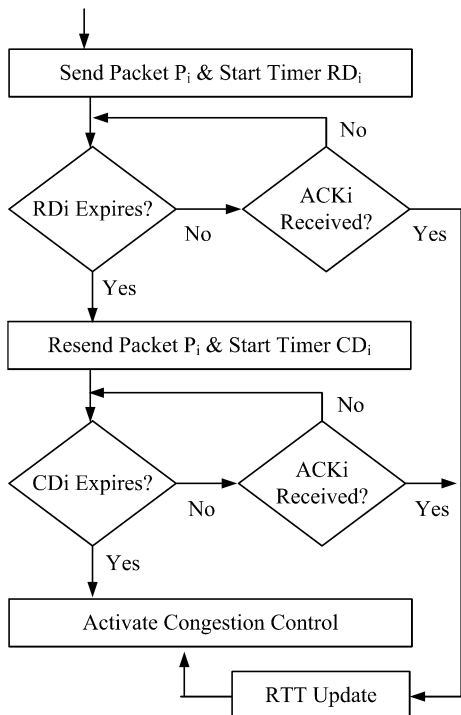 Send Packet Pi & Start Timer RDi
No
RDi Expires?
No
ACKi
Received?
Yes
Yes
Resend Packet Pi & Start Timer CDi
No
CDi Expires?
No
ACKi
Received?
Yes
Yes
Activate Congestion Control
RTT Update